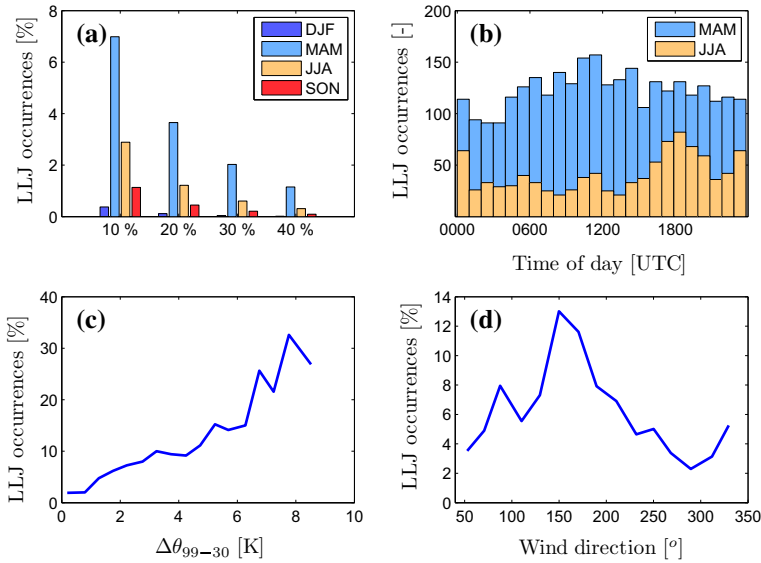 (a)
LLJ occurrences [%]
8
6
4
2
0
10 % 20 % 30 % 40 %
DJF
MAM
JJA
SON
(b)
LLJ occurrences [-]
200
150
100
50
0000 0600 1200 1800
Time of day [UTC]
MAM
JJA
(c)
LLJ occurrences [%]
40
30
20
10
0
0 2 4 6 8 10
Δθ99−30 [K]
(d)
LLJ occurrences [%]
14
12
10
8
6
4
2
0
50 100 150 200 250 300 350
Wind direction [o]